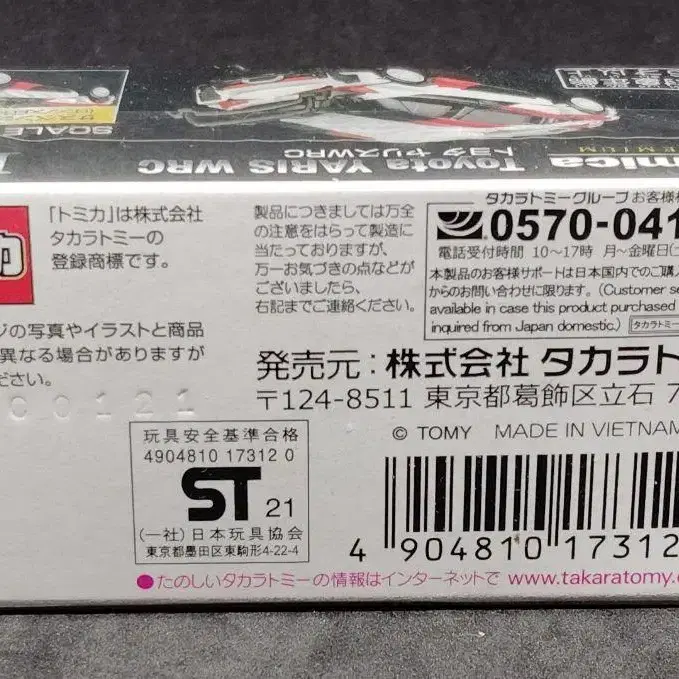 SCALE
Toyota YARIS WRC
トヨタ ヤリスWRC
mica
PREMIUM
「トミカ」は株式会社
タカラトミーの
登録商標です。
製品につきましては万全
の注意をはらって製造に
当たっておりますが、
万一お気づきの点などが
ございましたら、
右記までご連絡ください。
タカラトミーグループお客様
0570-041
電話受付時間 10〜17時 月〜金曜日
本製品のお客様サポートは日本国内でのご購入
からのお問い合わせに限ります。(Customer se
available in case this product purchased
inquired from Japan domestic.)
ジの写真やイラストと商品
異なる場合がありますが
ださい。
00121
発売元:株式会社 タカラト
〒124-8511 東京都葛飾区立石 7
© TOMY MADE IN VIETNAM
玩具安全基準合格
4904810 17312 0
ST 21
(一社)日本玩具協会
東京都墨田区東駒形4-22-4
4 904810 17312
●たのしいタカラトミーの情報はインターネットで www.takaratomy.c